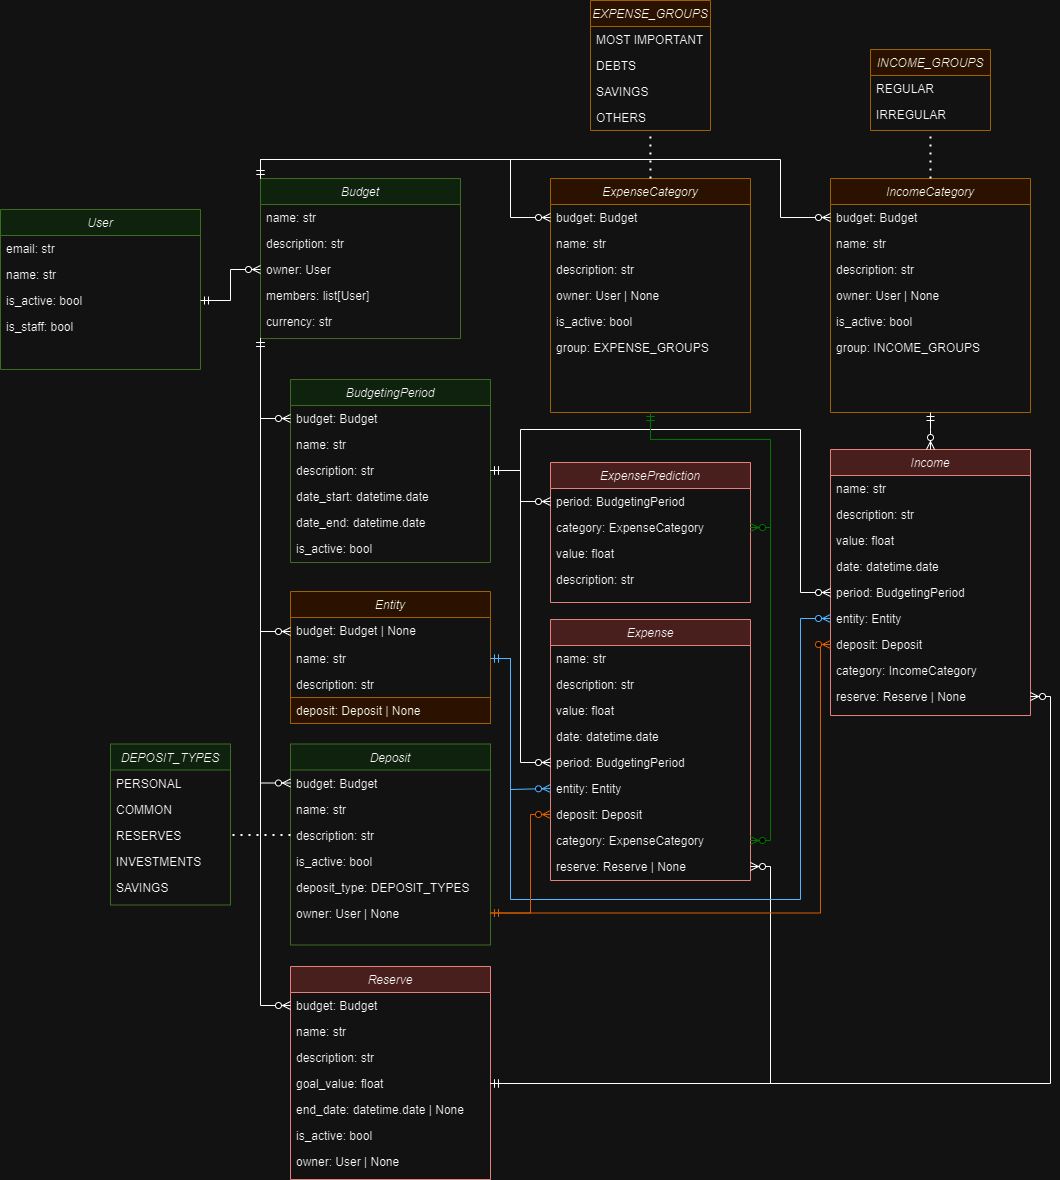 EXPENSE_GROUPS
MOST IMPORTANT
DEBTS
SAVINGS
OTHERS
INCOME_GROUPS
REGULAR
IRREGULAR
User
email: str
name: str
is_active: bool
is_staff: bool
Budget
name: str
description: str
owner: User
members: list[User]
currency: str
ExpenseCategory
budget: Budget
name: str
description: str
owner: User | None
is_active: bool
group: EXPENSE_GROUPS
IncomeCategory
budget: Budget
name: str
description: str
owner: User | None
is_active: bool
group: INCOME_GROUPS
BudgetingPeriod
budget: Budget
name: str
description: str
date_start: datetime.date
date_end: datetime.date
is_active: bool
ExpensePrediction
period: BudgetingPeriod
category: ExpenseCategory
value: float
description: str
Income
name: str
description: str
value: float
date: datetime.date
period: BudgetingPeriod
entity: Entity
deposit: Deposit
category: IncomeCategory
reserve: Reserve | None
Entity
budget: Budget | None
name: str
description: str
deposit: Deposit | None
Expense
name: str
description: str
value: float
date: datetime.date
period: BudgetingPeriod
entity: Entity
deposit: Deposit
category: ExpenseCategory
reserve: Reserve | None
DEPOSIT_TYPES
PERSONAL
COMMON
RESERVES
INVESTMENTS
SAVINGS
Deposit
budget: Budget
name: str
description: str
is_active: bool
deposit_type: DEPOSIT_TYPES
owner: User | None
Reserve
budget: Budget
name: str
description: str
goal_value: float
end_date: datetime.date | None
is_active: bool
owner: User | None